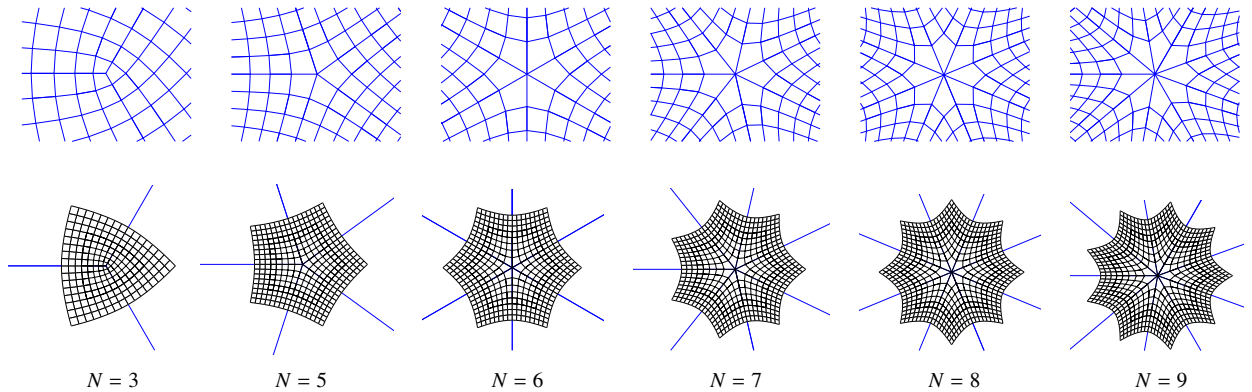 N = 3 N = 5 N = 6 N = 7 N = 8 N = 9